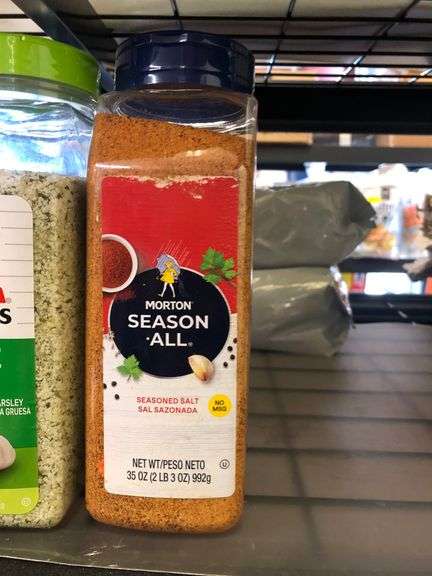 MORTON
SEASON
·ALL®
SEASONED SALT
SAL SAZONADA
NO
MSG
NET WT/PESO NETO
35 OZ (2 LB 3 OZ) 992g
U
S
ARSLEY
A GRUESA